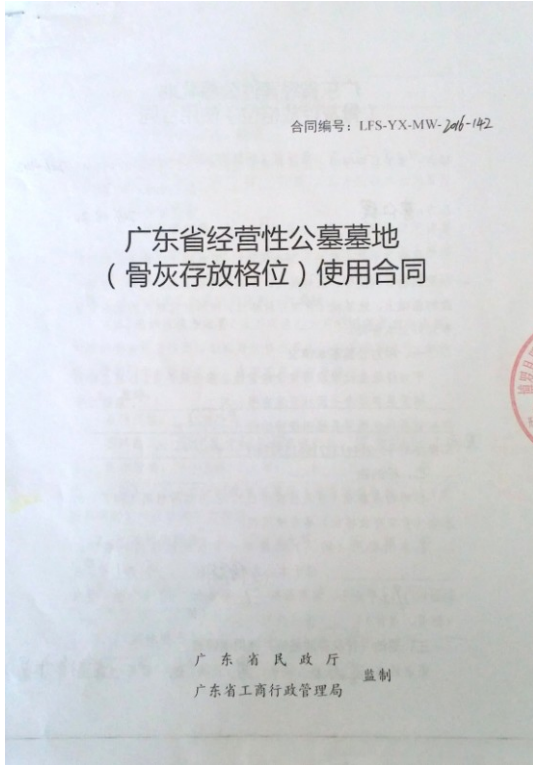 合同编号：LFS-YX-MW-2016-142
广东省经营性公墓墓地
（骨灰存放格位）使用合同
广东省民政厅
广东省工商行政管理局
监制